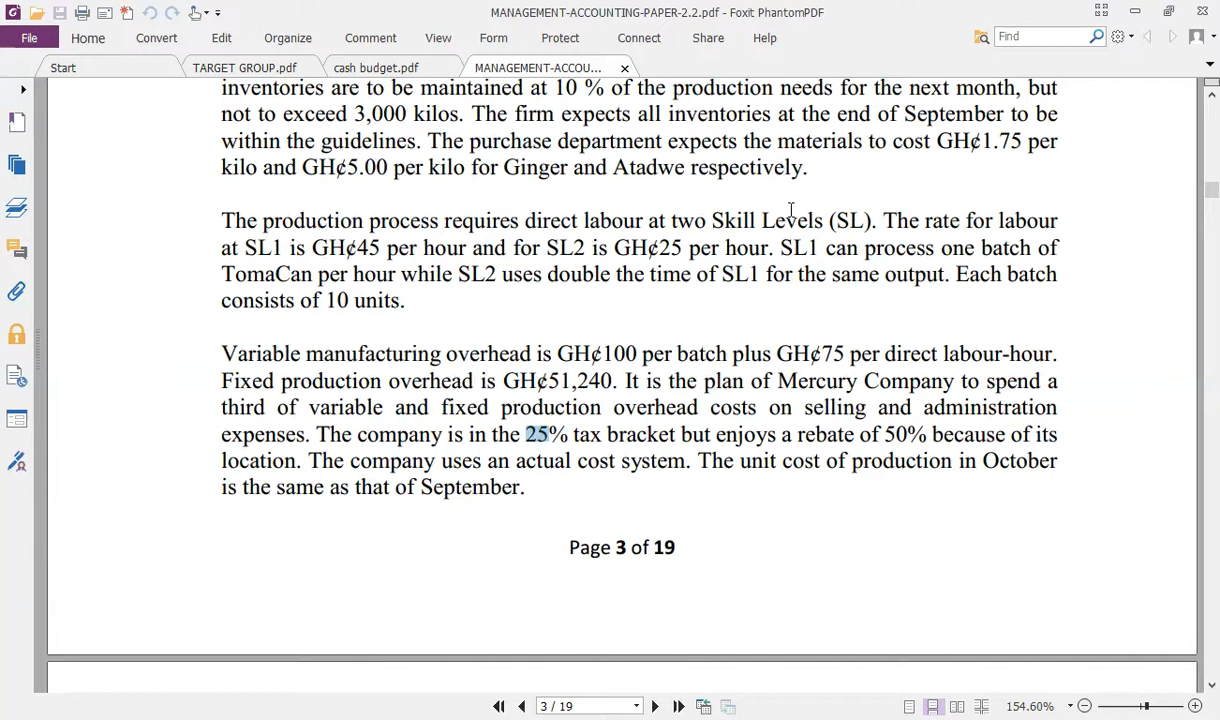 MANAGEMENT-ACCOUNTING-PAPER-2.2.pdf - Foxit PhantomPDF
File Home Convert Edit Organize Comment View Form Protect Connect Share Help Find
Start TARGET GROUP.pdf cash budget.pdf MANAGEMENT-ACCOU...
inventories are to be maintained at 10 % of the production needs for the next month, but
not to exceed 3,000 kilos. The firm expects all inventories at the end of September to be
within the guidelines. The purchase department expects the materials to cost GH¢1.75 per
kilo and GH¢5.00 per kilo for Ginger and Atadwe respectively.
The production process requires direct labour at two Skill Levels (SL). The rate for labour
at SL1 is GH¢45 per hour and for SL2 is GH¢25 per hour. SL1 can process one batch of
TomaCan per hour while SL2 uses double the time of SL1 for the same output. Each batch
consists of 10 units.
Variable manufacturing overhead is GH¢100 per batch plus GH¢75 per direct labour-hour.
Fixed production overhead is GH¢51,240. It is the plan of Mercury Company to spend a
third of variable and fixed production overhead costs on selling and administration
expenses. The company is in the 25% tax bracket but enjoys a rebate of 50% because of its
location. The company uses an actual cost system. The unit cost of production in October
is the same as that of September.
Page 3 of 19
3 / 19 154.60%